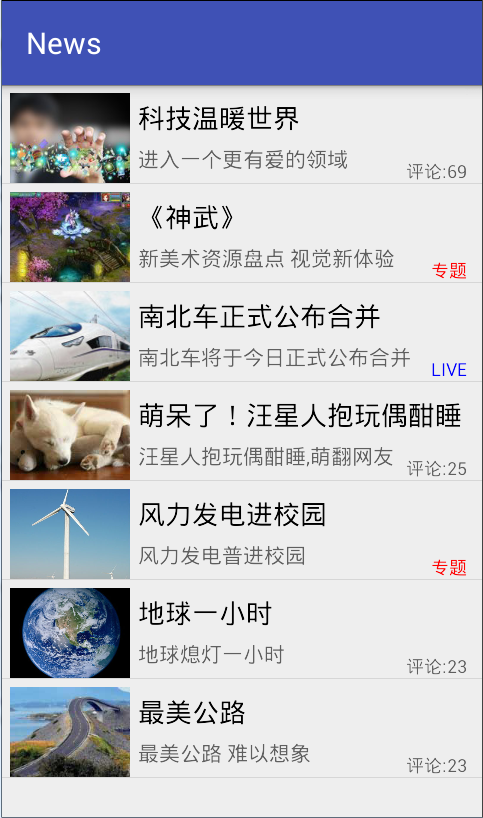 News
科技温暖世界
进入一个更有爱的领域
评论:69
《神武》
新美术资源盘点 视觉新体验
专题
南北车正式公布合并
南北车将于今日正式公布合并
LIVE
萌呆了！汪星人抱玩偶酣睡
汪星人抱玩偶酣睡,萌翻网友
评论:25
风力发电进校园
风力发电普进校园
专题
地球一小时
地球熄灯一小时
评论:23
最美公路
最美公路 难以想象
评论:23